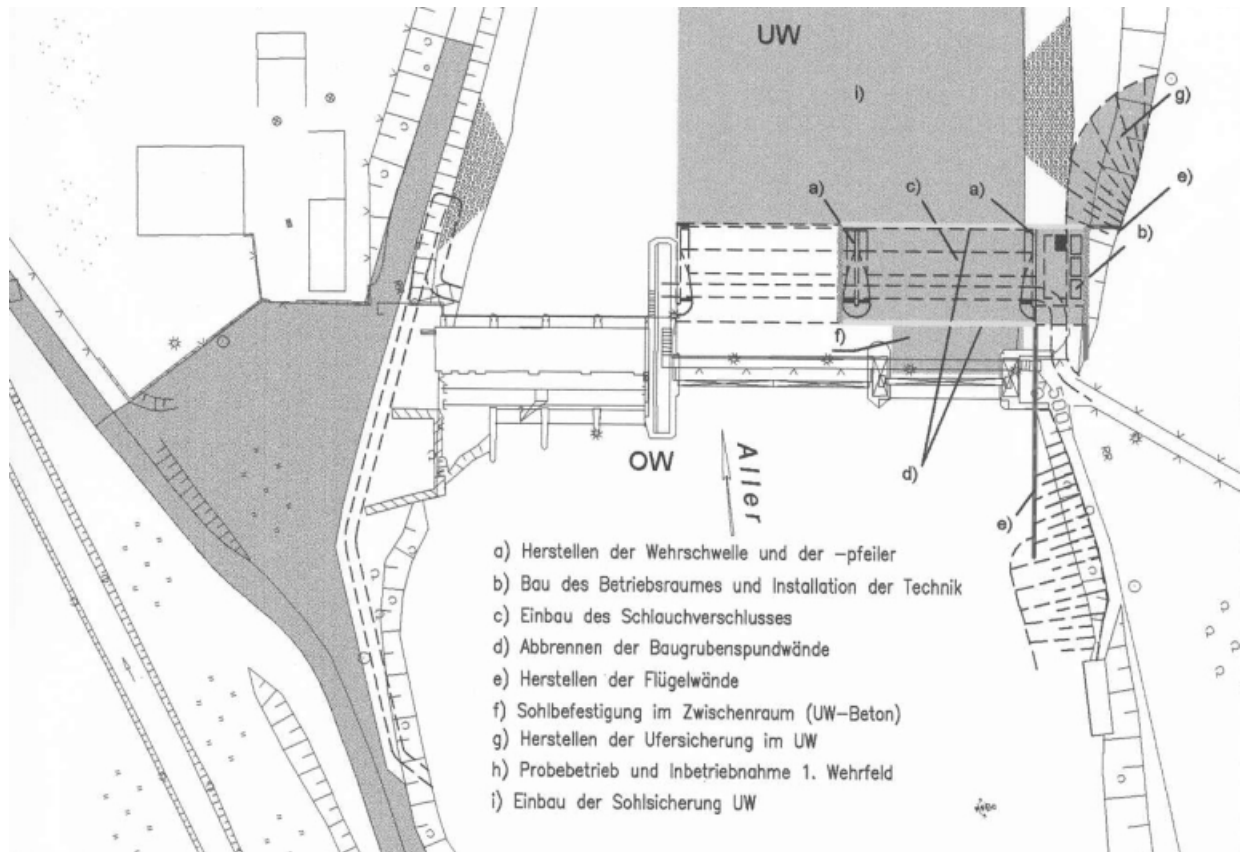 UW
i)
g)
a)
c)
a)
e)
b)
f)
OW
Aller
d)
e)
500
RR
a) Herstellen der Wehrschwelle und der –pfeiler
b) Bau des Betriebsraumes und Installation der Technik
c) Einbau des Schlauchverschlusses
d) Abbrennen der Baugrubenspundwände
e) Herstellen der Flügelwände
f) Sohlbefestigung im Zwischenraum (UW–Beton)
g) Herstellen der Ufersicherung im UW
h) Probebetrieb und Inbetriebnahme 1. Wehrfeld
i) Einbau der Sohlsicherung UW